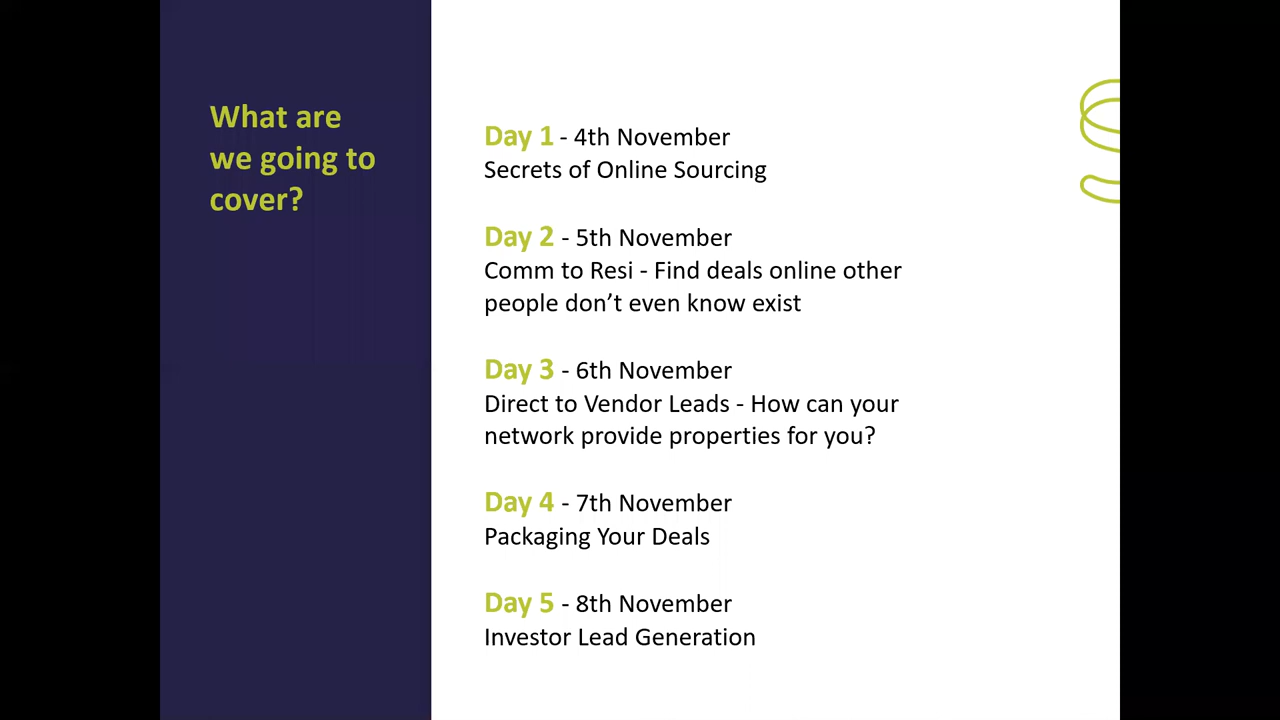 What are
we going to
cover?
Day 1 - 4th November
Secrets of Online Sourcing
Day 2 - 5th November
Comm to Resi - Find deals online other
people don’t even know exist
Day 3 - 6th November
Direct to Vendor Leads - How can your
network provide properties for you?
Day 4 - 7th November
Packaging Your Deals
Day 5 - 8th November
Investor Lead Generation